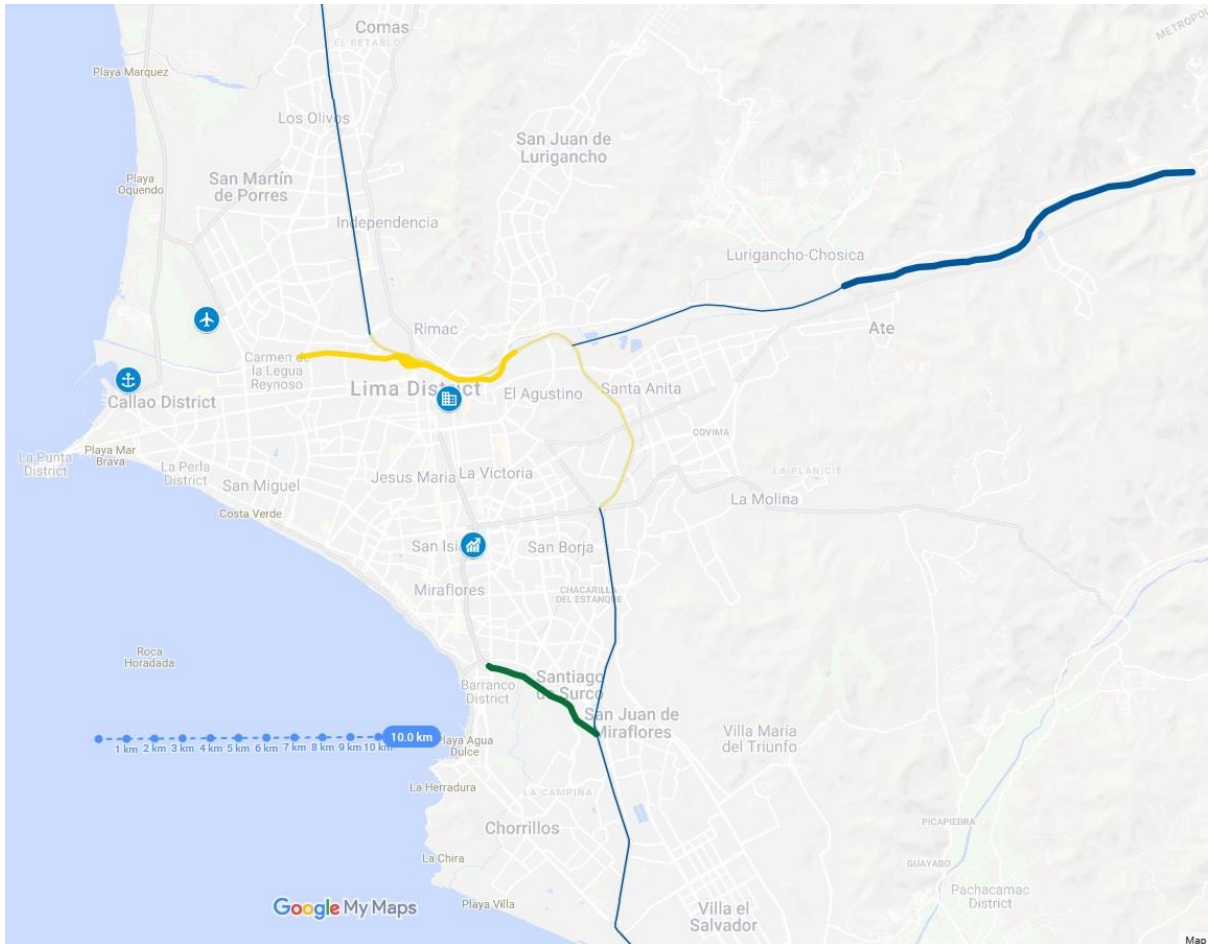 Comas
EL RETABLO
METROPOL
Playa Marquez
Los Olivos
San Juan de
Lurigancho
Playa
Oquendo
San Martín
de Porres
Independencia
Lurigancho-Chosica
Rimac
Ate
Carmen de
la Legua
Reynoso
Lima District
El Agustino
Santa Anita
Callao District
COVIMA
La Punta
District
Playa Mar
Brava
La Perla
District
San Miguel
Jesus Maria
La Victoria
LA PLANICIE
La Molina
Costa Verde
San Isi
San Borja
Miraflores
CHACARILLA
DEL ESTANQUE
Roca
Horadada
Barranco
District
Santiago
de Surco
San Juan de
Miraflores
Villa María
del Triunfo
1 km 2 km 3 km 4 km 5 km 6 km 7 km 8 km 9 km 10 km
10.0 km
Playa Agua
Dulce
La Herradura
LA CAMPIÑA
Chorrillos
PICAPIEDRA
La Chira
GUAYABO
Pachacamac
District
Google My Maps
Playa Villa
Villa el
Salvador
Map